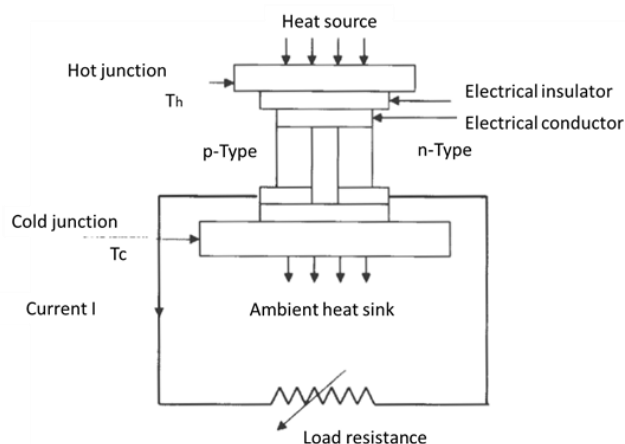 Heat source
Hot junction
Th
Electrical insulator
Electrical conductor
p-Type
n-Type
Cold junction
Tc
Current I
Ambient heat sink
Load resistance